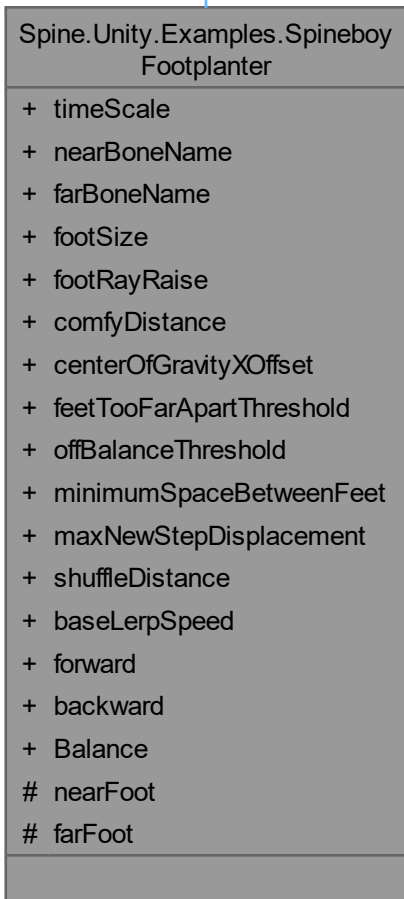 Spine.Unity.Examples.Spineboy
Footplanter
+ timeScale
+ nearBoneName
+ farBoneName
+ footSize
+ footRayRaise
+ comfyDistance
+ centerOfGravityXOffset
+ feetTooFarApartThreshold
+ offBalanceThreshold
+ minimumSpaceBetweenFeet
+ maxNewStepDisplacement
+ shuffleDistance
+ baseLerpSpeed
+ forward
+ backward
+ Balance
# nearFoot
# farFoot